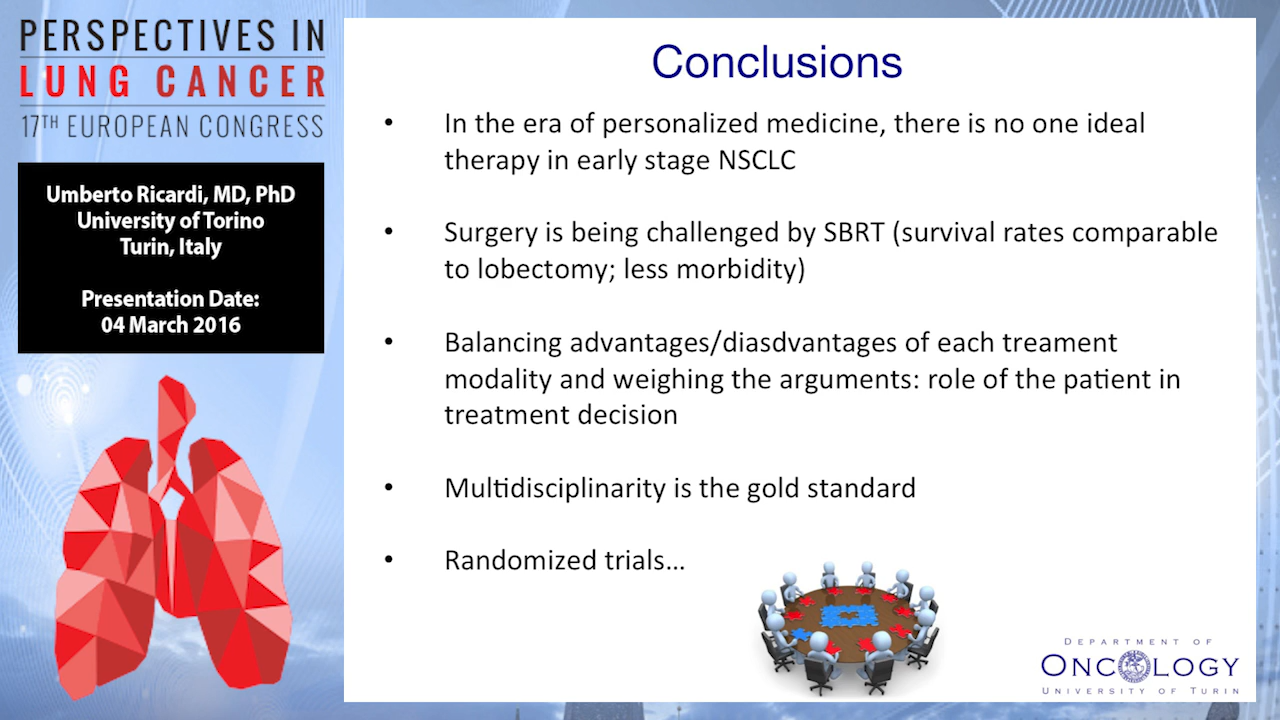 PERSPECTIVES IN
LUNG CANCER
17TH EUROPEAN CONGRESS
Umberto Ricardi, MD, PhD
University of Torino
Turin, Italy
Presentation Date:
04 March 2016
Conclusions
• In the era of personalized medicine, there is no one ideal
therapy in early stage NSCLC
• Surgery is being challenged by SBRT (survival rates comparable
to lobectomy; less morbidity)
• Balancing advantages/diasdvantages of each treament
modality and weighing the arguments: role of the patient in
treatment decision
• Multidisciplinarity is the gold standard
• Randomized trials...
DEPARTMENT OF
ONCOLOGY
UNIVERSITY OF TURIN